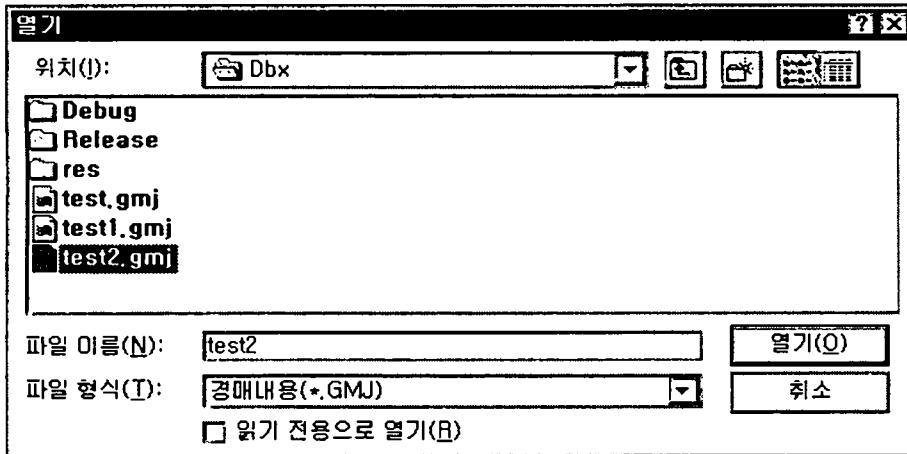 열기
위치(I): Dbx
Debug
Release
res
test.gmj
test1.gmj
test2.gmj
파일 이름(N): test2 열기(O)
파일 형식(T): 경매내용(*.GMJ) 취소
읽기 전용으로 열기(R)